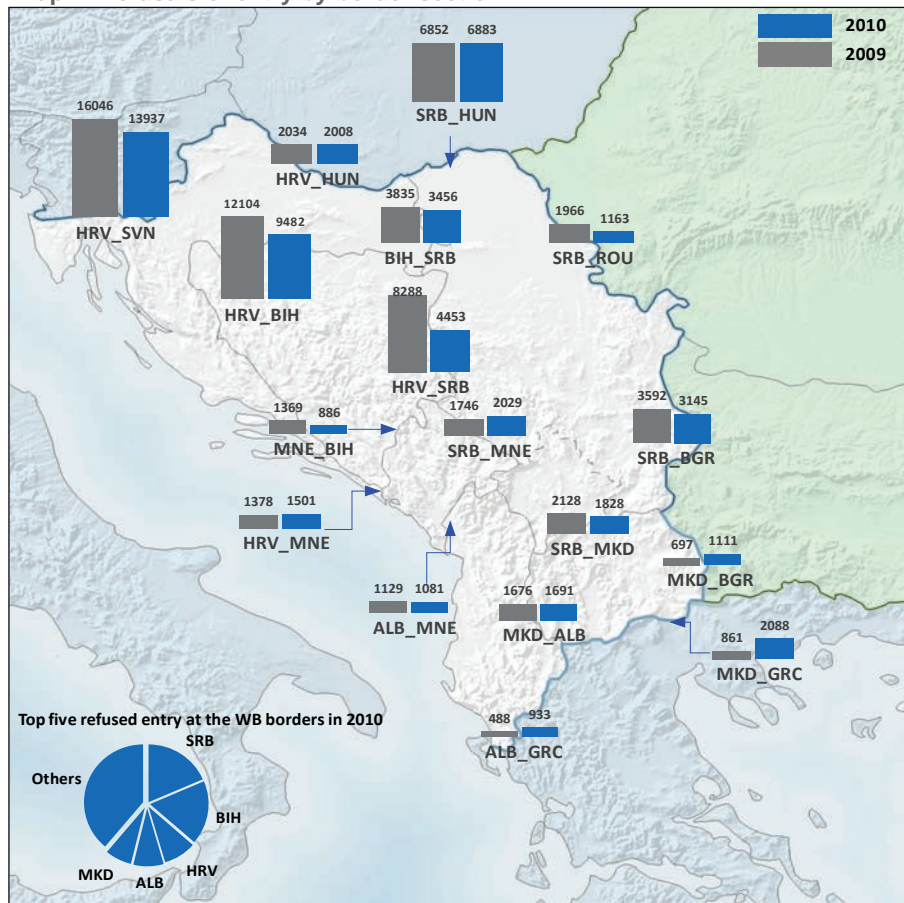 2010
2009
6852 6883
SRB_HUN
16046 13937
HRV_SVN
2034 2008
HRV_HUN
12104 9482
HRV_BIH
3835 3456
BIH_SRB
1966 1163
SRB_ROU
8288 4453
HRV_SRB
1369 886
MNE_BIH
1746 2029
SRB_MNE
3592 3145
SRB_BGR
1378 1501
HRV_MNE
2128 1828
SRB_MKD
697 1111
MKD_BGR
1129 1081
ALB_MNE
1676 1691
MKD_ALB
861 2088
MKD_GRC
488 933
ALB_GRC
Top five refused entry at the WB borders in 2010
SRB
Others
BIH
MKD
ALB
HRV